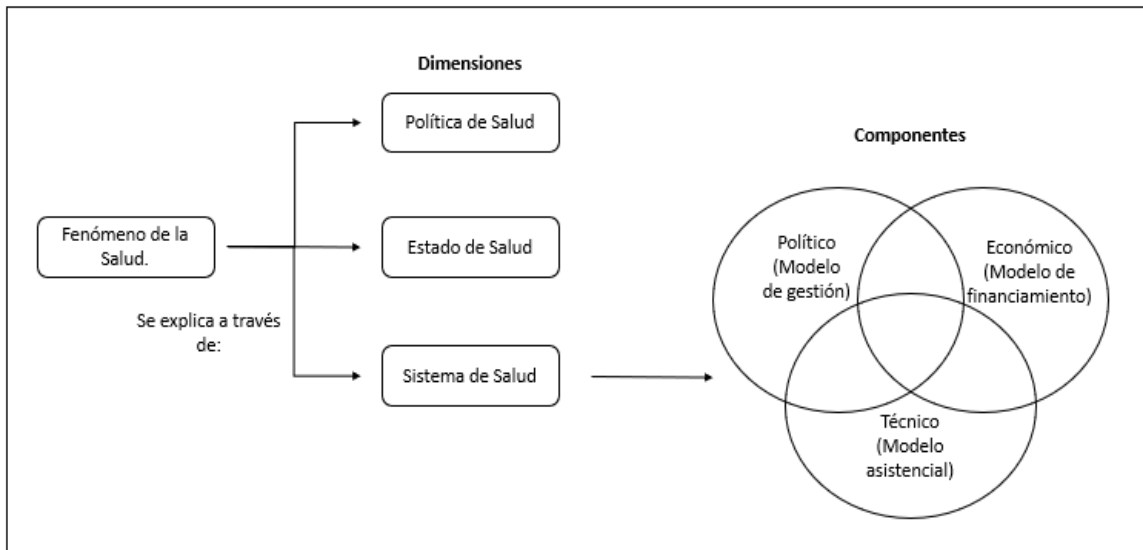 Dimensiones
Política de Salud
Componentes
Fenómeno de la
Salud.
Estado de Salud
Político
(Modelo
de gestión)
Económico
(Modelo de
financiamiento)
Se explica a través
de:
Sistema de Salud
Técnico
(Modelo
asistencial)